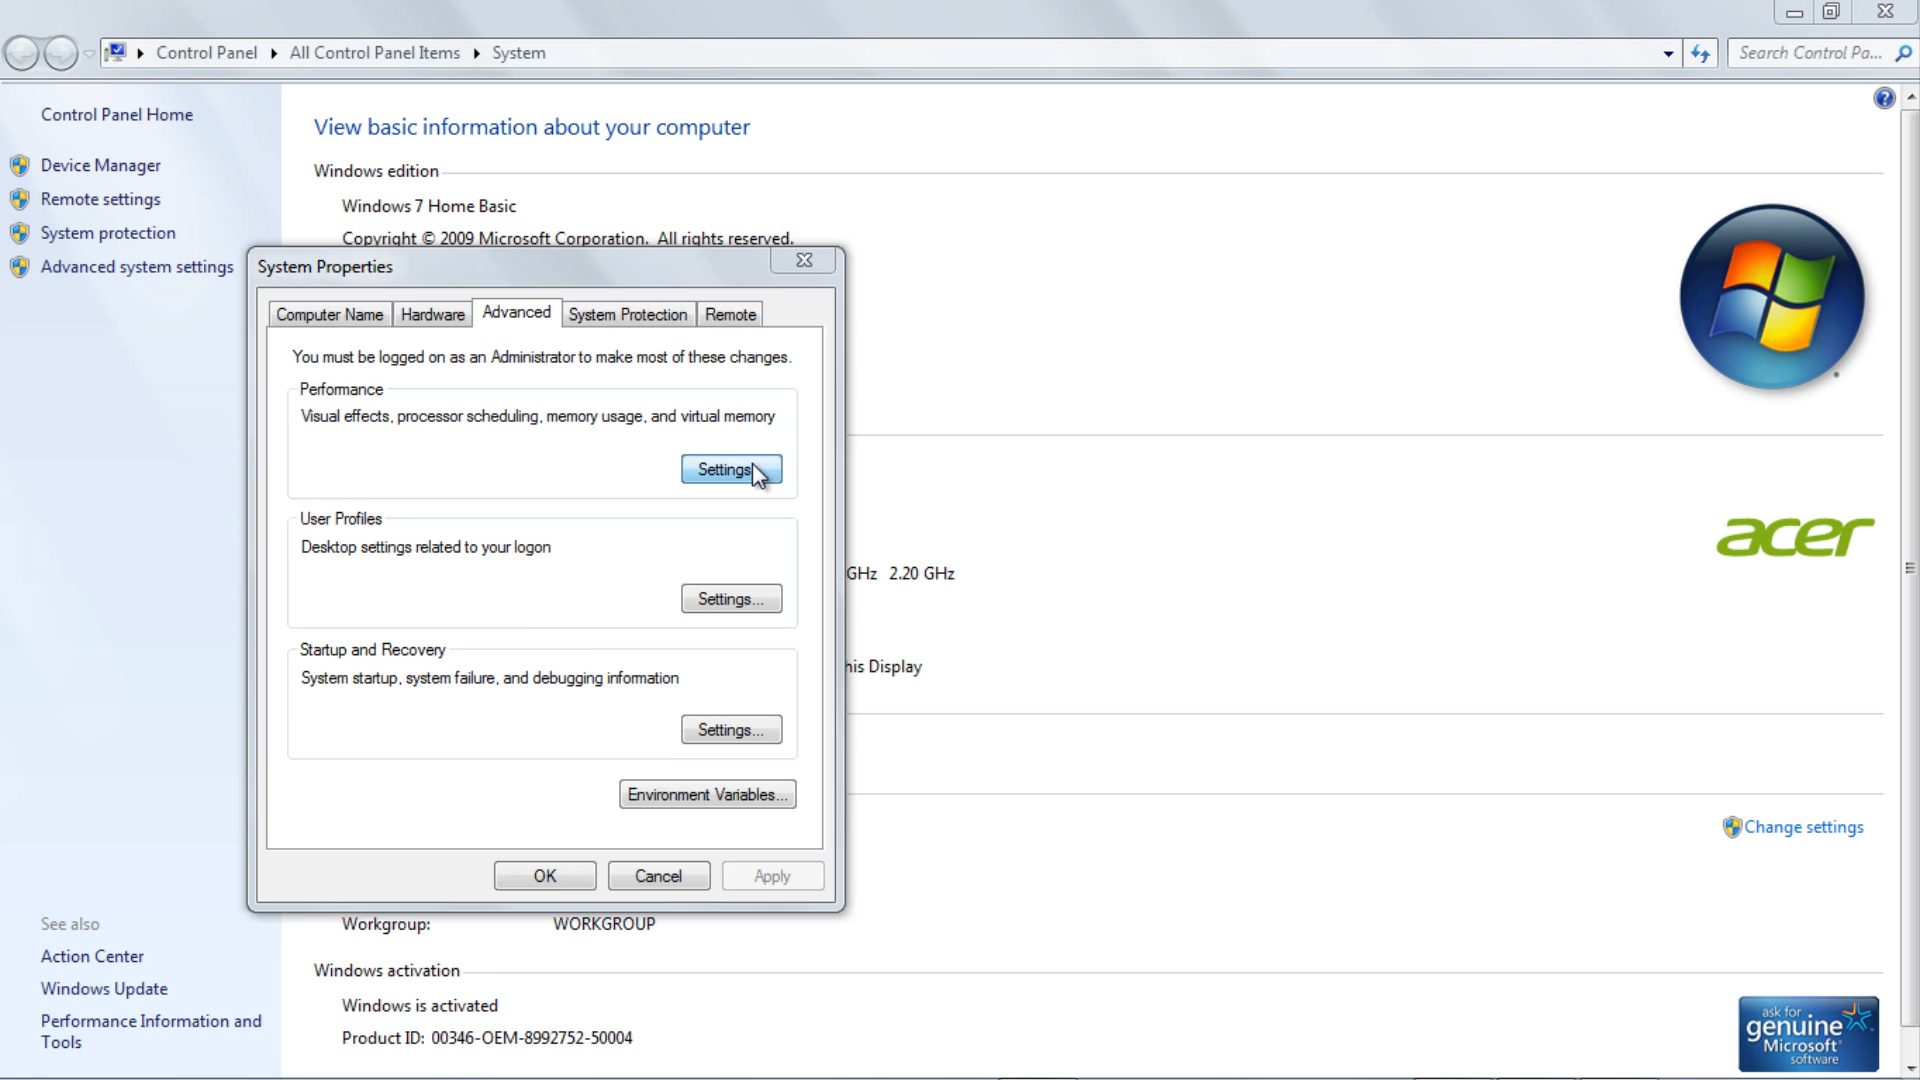 Control Panel
All Control Panel Items
System
Search Control Pa...
Control Panel Home
Device Manager
Remote settings
System protection
Advanced system settings
View basic information about your computer
Windows edition
Windows 7 Home Basic
Copyright © 2009 Microsoft Corporation.  All rights reserved.
System Properties
Computer Name
Hardware
Advanced
System Protection
Remote
You must be logged on as an Administrator to make most of these changes.
Performance
Visual effects, processor scheduling, memory usage, and virtual memory
Settings
User Profiles
Desktop settings related to your logon
Settings...
Startup and Recovery
System startup, system failure, and debugging information
Settings...
Environment Variables...
OK
Cancel
Apply
acer
GHz   2.20 GHz
his Display
Change settings
Workgroup:
WORKGROUP
Windows activation
Windows is activated
Product ID: 00346-OEM-8992752-50004
See also
Action Center
Windows Update
Performance Information and
Tools
ask for
genuine
Microsoft
software